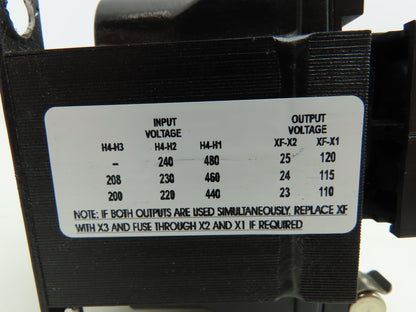 INPUT VOLTAGE OUTPUT VOLTAGE
H4-H3 H4-H2 H4-H1 XF-X2 XF-X1
– 240 480 25 120
208 230 460 24 115
200 220 440 23 110
NOTE: IF BOTH OUTPUTS ARE USED SIMULTANEOUSLY, REPLACE XF
WITH X3 AND FUSE THROUGH X2 AND X1 IF REQUIRED